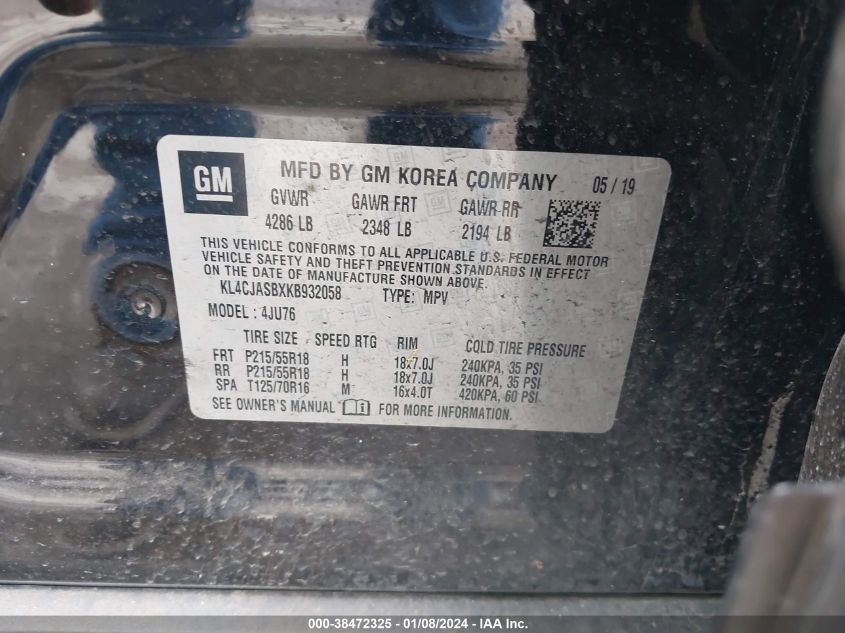 GM
MFD BY GM KOREA COMPANY 05 / 19
GVWR GAWR FRT GAWR RR
4286 LB 2348 LB 2194 LB
THIS VEHICLE CONFORMS TO ALL APPLICABLE U.S. FEDERAL MOTOR
VEHICLE SAFETY AND THEFT PREVENTION STANDARDS IN EFFECT
ON THE DATE OF MANUFACTURE SHOWN ABOVE.
KL4CJASBXKB932058 TYPE: MPV
MODEL : 4JU76
TIRE SIZE SPEED RTG RIM COLD TIRE PRESSURE
FRT P215/55R18 H 18x7.0J 240KPA, 35 PSI
RR P215/55R18 H 18x7.0J 240KPA, 35 PSI
SPA T125/70R16 M 16x4.0T 420KPA, 60 PSI
SEE OWNER'S MANUAL FOR MORE INFORMATION.
000-38472325 | 01/08/2024 - U.S. | IAA Inc.